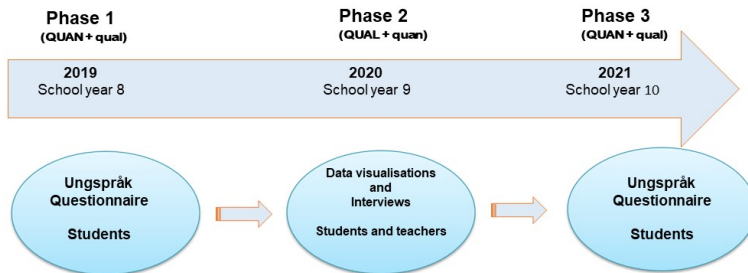 Phase 1
(QUAN + qual)
Phase 2
(QUAL + quan)
Phase 3
(QUAN + qual)
2019
School year 8
2020
School year 9
2021
School year 10
Ungspråk
Questionnaire
Students
Data visualisations
and
Interviews
Students and teachers
Ungspråk
Questionnaire
Students